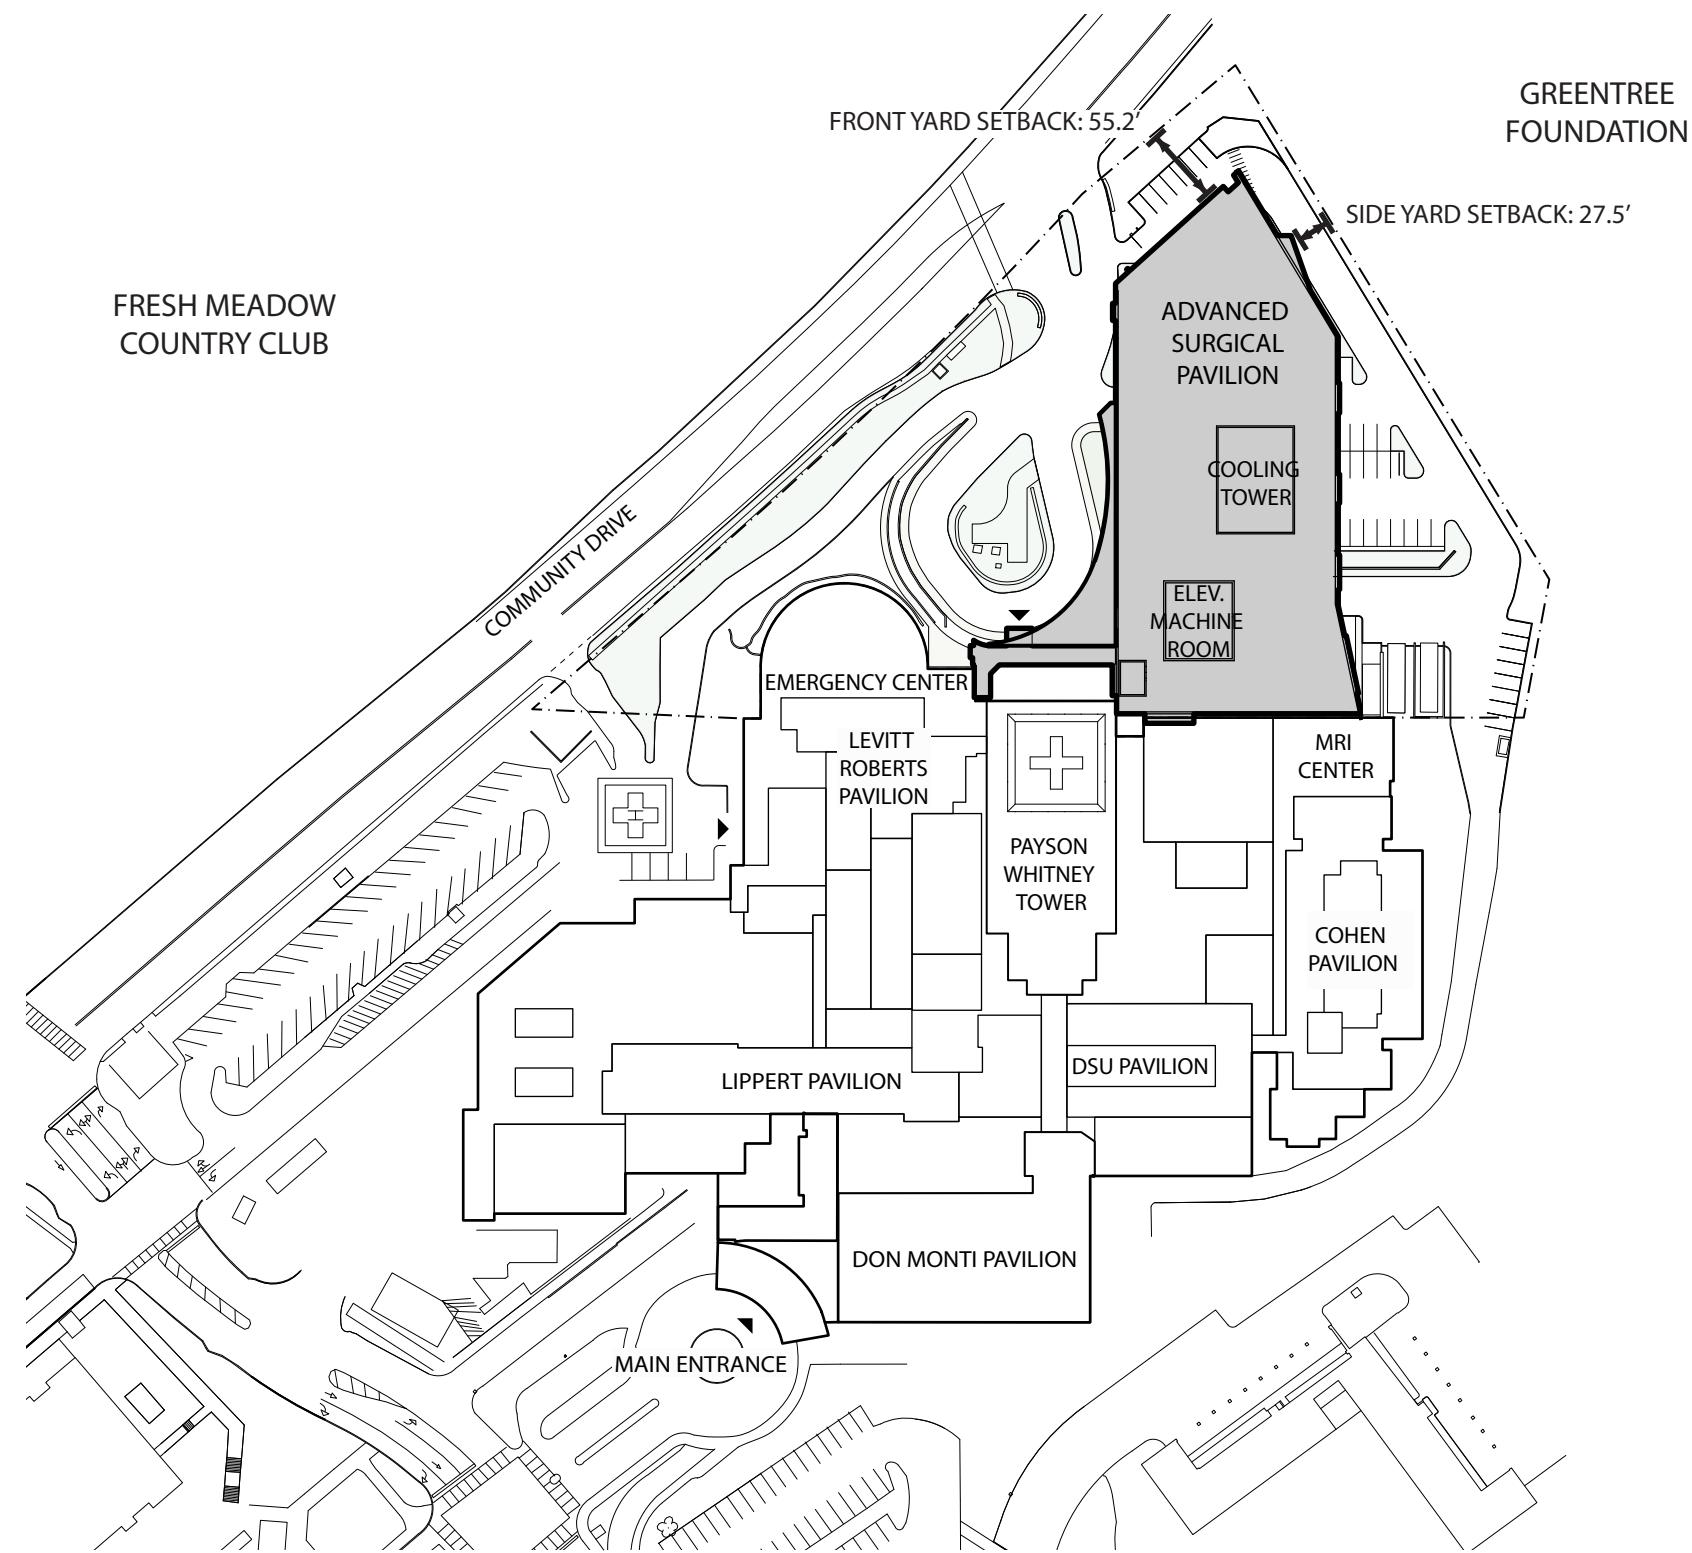 GREENTREE
FOUNDATION
FRONT YARD SETBACK: 55.2'
SIDE YARD SETBACK: 27.5'
FRESH MEADOW
COUNTRY CLUB
ADVANCED
SURGICAL
PAVILION
COOLING
TOWER
COMMUNITY DRIVE
ELEV.
MACHINE
ROOM
EMERGENCY CENTER
LEVITT
ROBERTS
PAVILION
MRI
CENTER
PAYSON
WHITNEY
TOWER
COHEN
PAVILION
LIPPERT PAVILION
DSU PAVILION
DON MONTI PAVILION
MAIN ENTRANCE